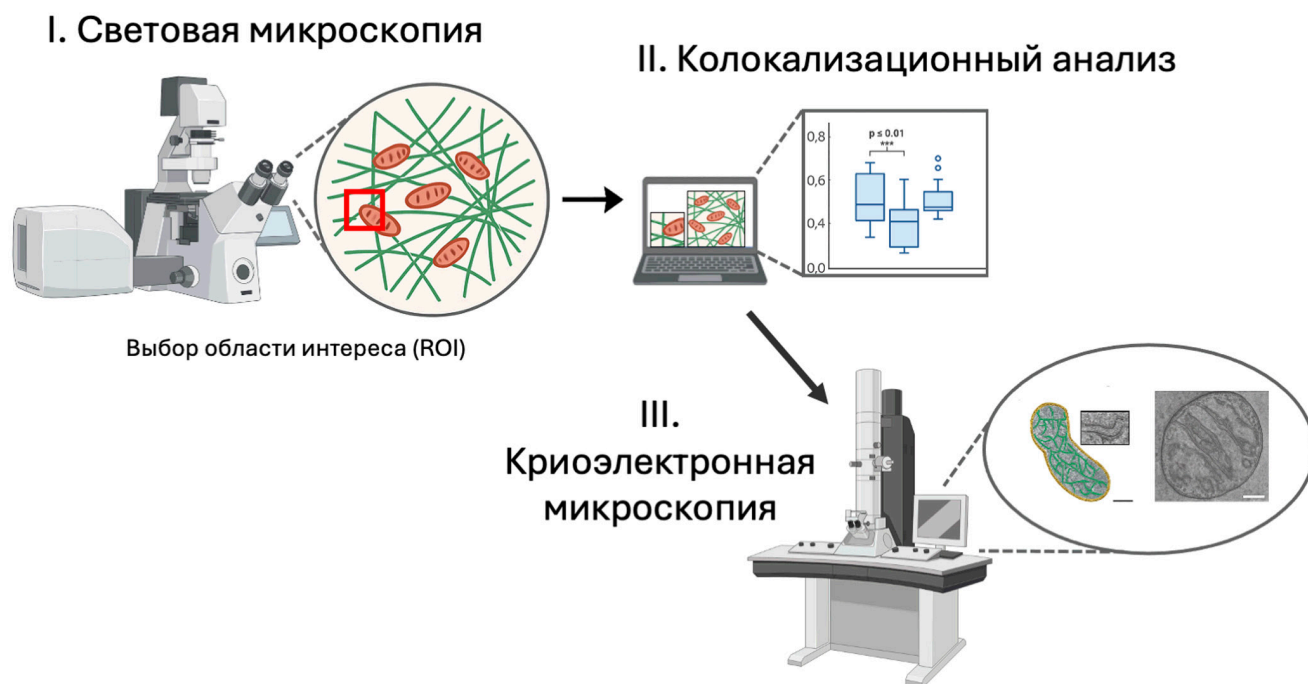 I. Световая микроскопия
Выбор области интереса (ROI)
II. Колокализационный анализ
p ≤ 0.01
***
0,8
0,6
0,4
0,0
III.
Криоэлектронная
микроскопия